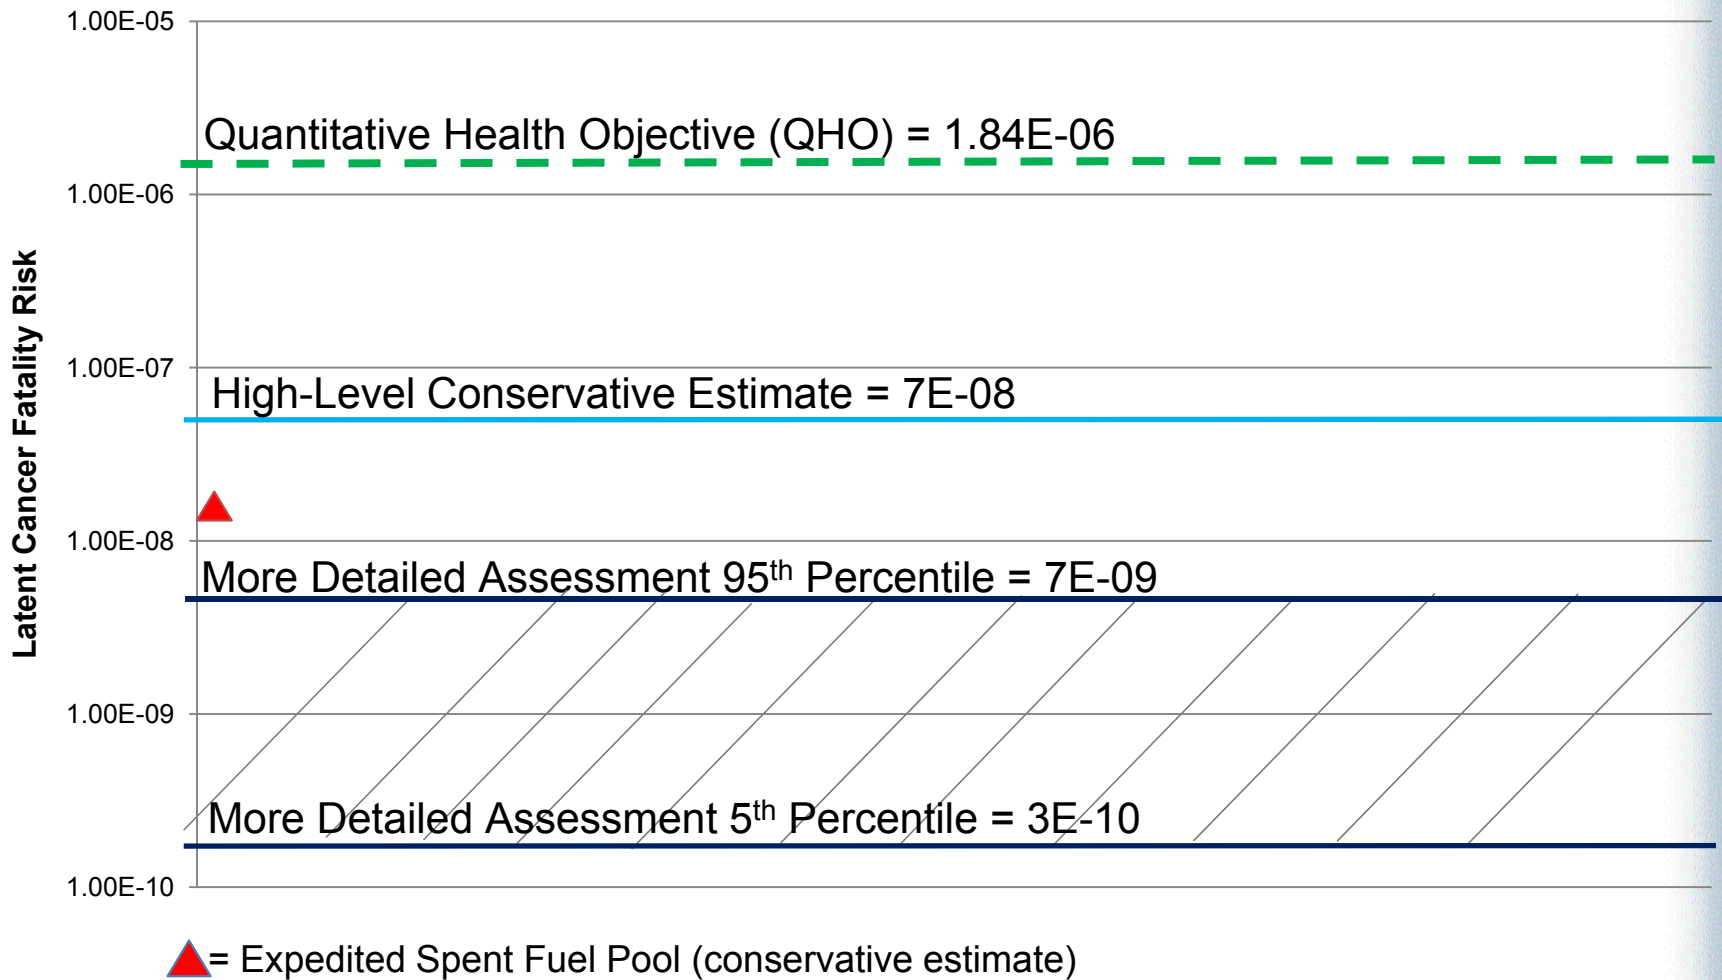 1.00E-05
Quantitative Health Objective (QHO) = 1.84E-06
1.00E-06
Latent Cancer Fatality Risk
1.00E-07
High-Level Conservative Estimate = 7E-08
1.00E-08
More Detailed Assessment 95th Percentile = 7E-09
1.00E-09
More Detailed Assessment 5th Percentile = 3E-10
1.00E-10
= Expedited Spent Fuel Pool (conservative estimate)